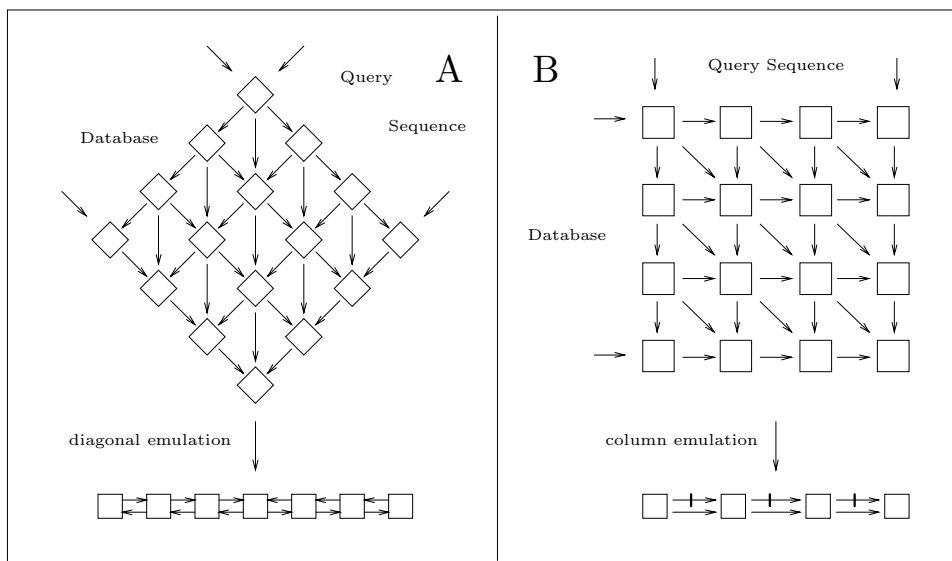 A
Query
Sequence
Database
diagonal emulation
B
Query Sequence
Database
column emulation